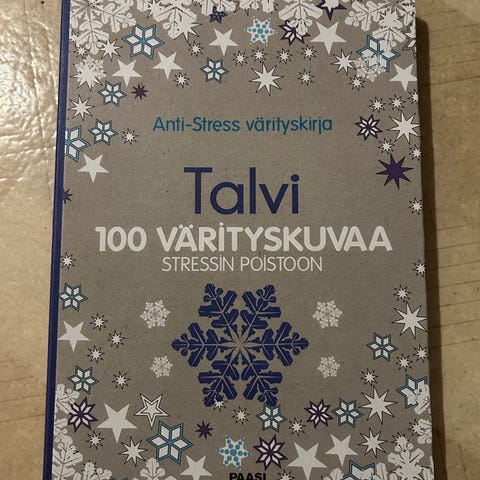 Anti-Stress värityskirja
Talvi
100 VÄRITYSKUVAA
STRESSIN POISTOON
PAASI